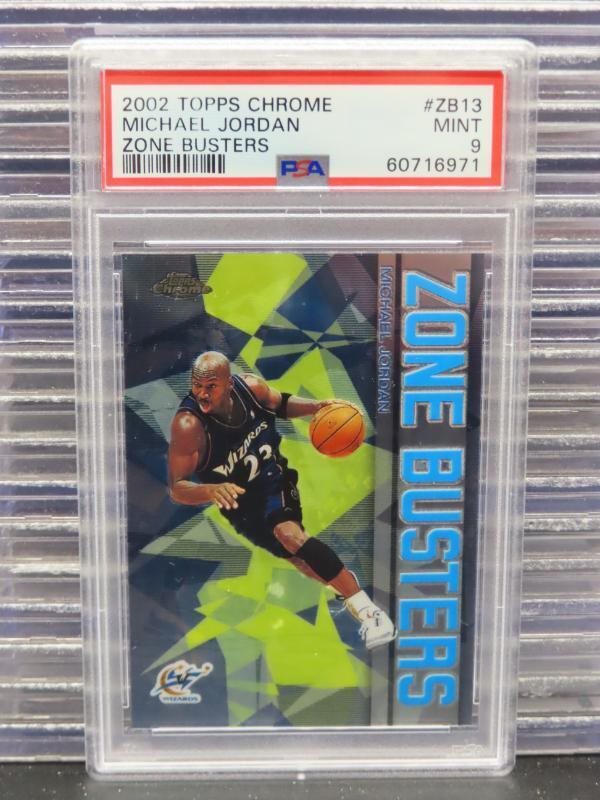 2002 TOPPS CHROME #ZB13
MICHAEL JORDAN MINT
ZONE BUSTERS 9
PSA 60716971
Topps
Chrome
ZONE BUSTERS
MICHAEL JORDAN
WIZARDS
23
WIZARDS